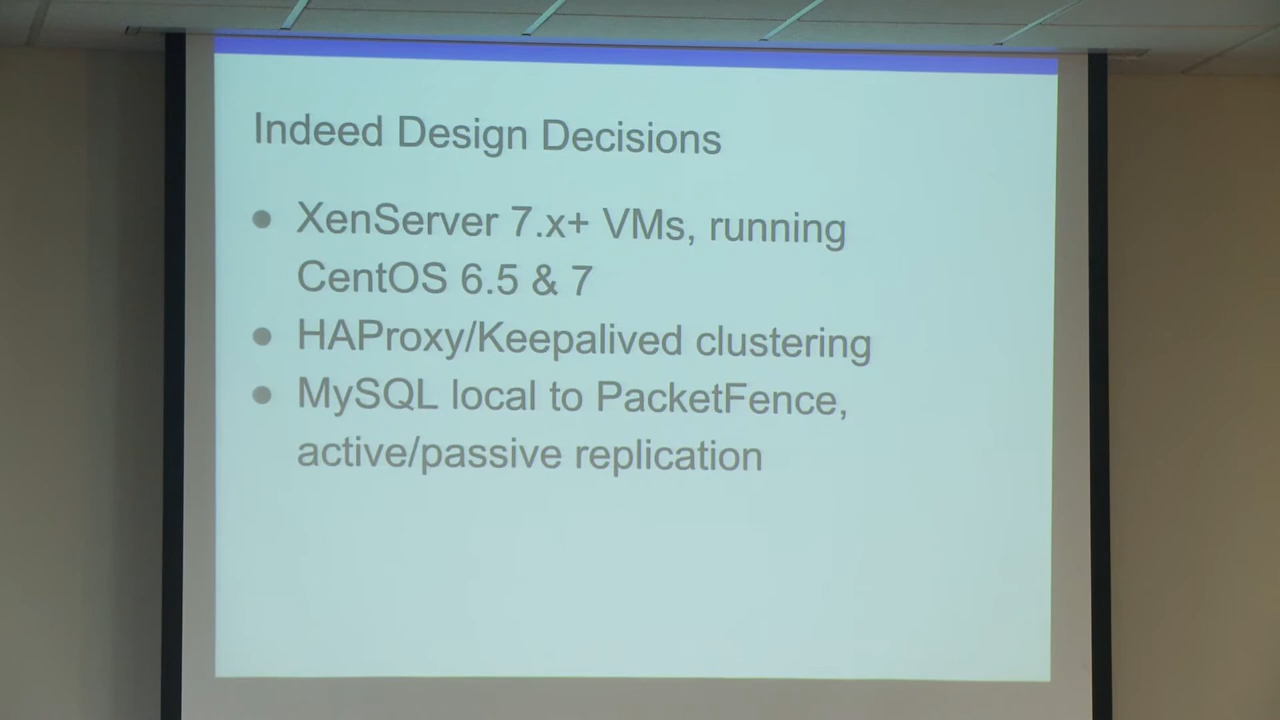 Indeed Design Decisions
● XenServer 7.x+ VMs, running
CentOS 6.5 & 7
● HAProxy/Keepalived clustering
● MySQL local to PacketFence,
active/passive replication